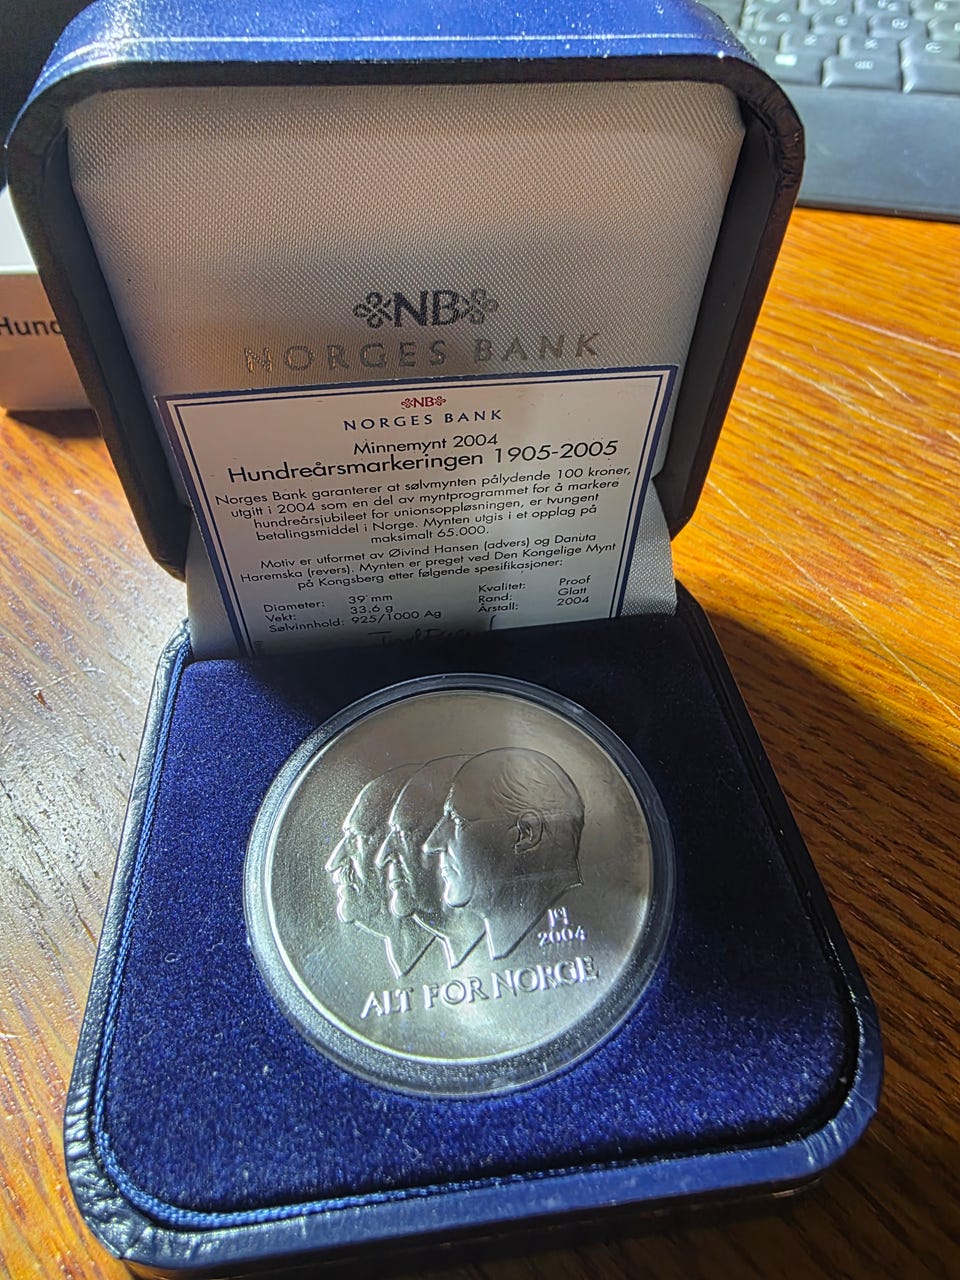 NB
NORGES BANK
Hund
NB
NORGES BANK
Minnemynt 2004
Hundreårsmarkeringen 1905-2005
Norges Bank garanterer at sølvmynten pålydende 100 kroner,
utgitt i 2004 som en del av myntprogrammet for å markere
hundreårsjubileet for unionsoppløsningen, er tvungent
betalingsmiddel i Norge. Mynten utgis i et opplag på
maksimalt 65.000.
Motiv er utformet av Øivind Hansen (advers) og Danuta
Haremska (revers). Mynten er preget ved Den Kongelige Mynt
på Kongsberg etter følgende spesifikasjoner:
Diameter: 39 mm Kvalitet: Proof
Vekt: 33.6 g Rand: Glatt
Sølvinnhold: 925/1000 Ag Årstall: 2004
2004
ALT FOR NORGE